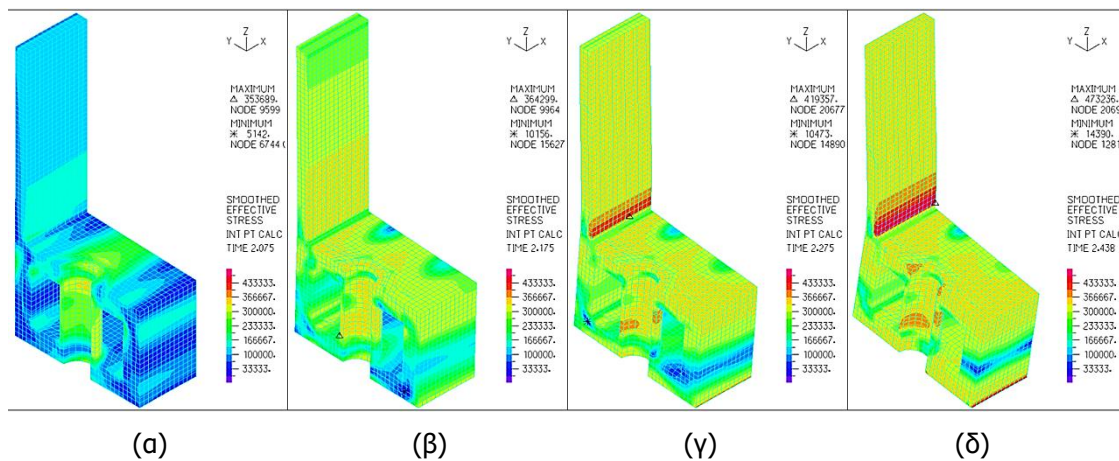 Z
Y X
MAXIMUM
Δ 353689.
NODE 9599
MINIMUM
* 5142.
NODE 6744
SMOOTHED
EFFECTIVE
STRESS
INT PT CALC
TIME 2.075
433333.
366667.
300000.
233333.
166667.
100000.
33333.
(α)
Z
Y X
MAXIMUM
Δ 364299.
NODE 9964
MINIMUM
* 10156.
NODE 15627
SMOOTHED
EFFECTIVE
STRESS
INT PT CALC
TIME 2.175
433333.
366667.
300000.
233333.
166667.
100000.
33333.
(β)
Z
Y X
MAXIMUM
Δ 419357.
NODE 20677
MINIMUM
* 10473.
NODE 14890
SMOOTHED
EFFECTIVE
STRESS
INT PT CALC
TIME 2.275
433333.
366667.
300000.
233333.
166667.
100000.
33333.
(γ)
Z
Y X
MAXIMUM
Δ 473236.
NODE 2069
MINIMUM
* 14390.
NODE 1281
SMOOTHED
EFFECTIVE
STRESS
INT PT CALC
TIME 2.438
433333.
366667.
300000.
233333.
166667.
100000.
33333.
(δ)